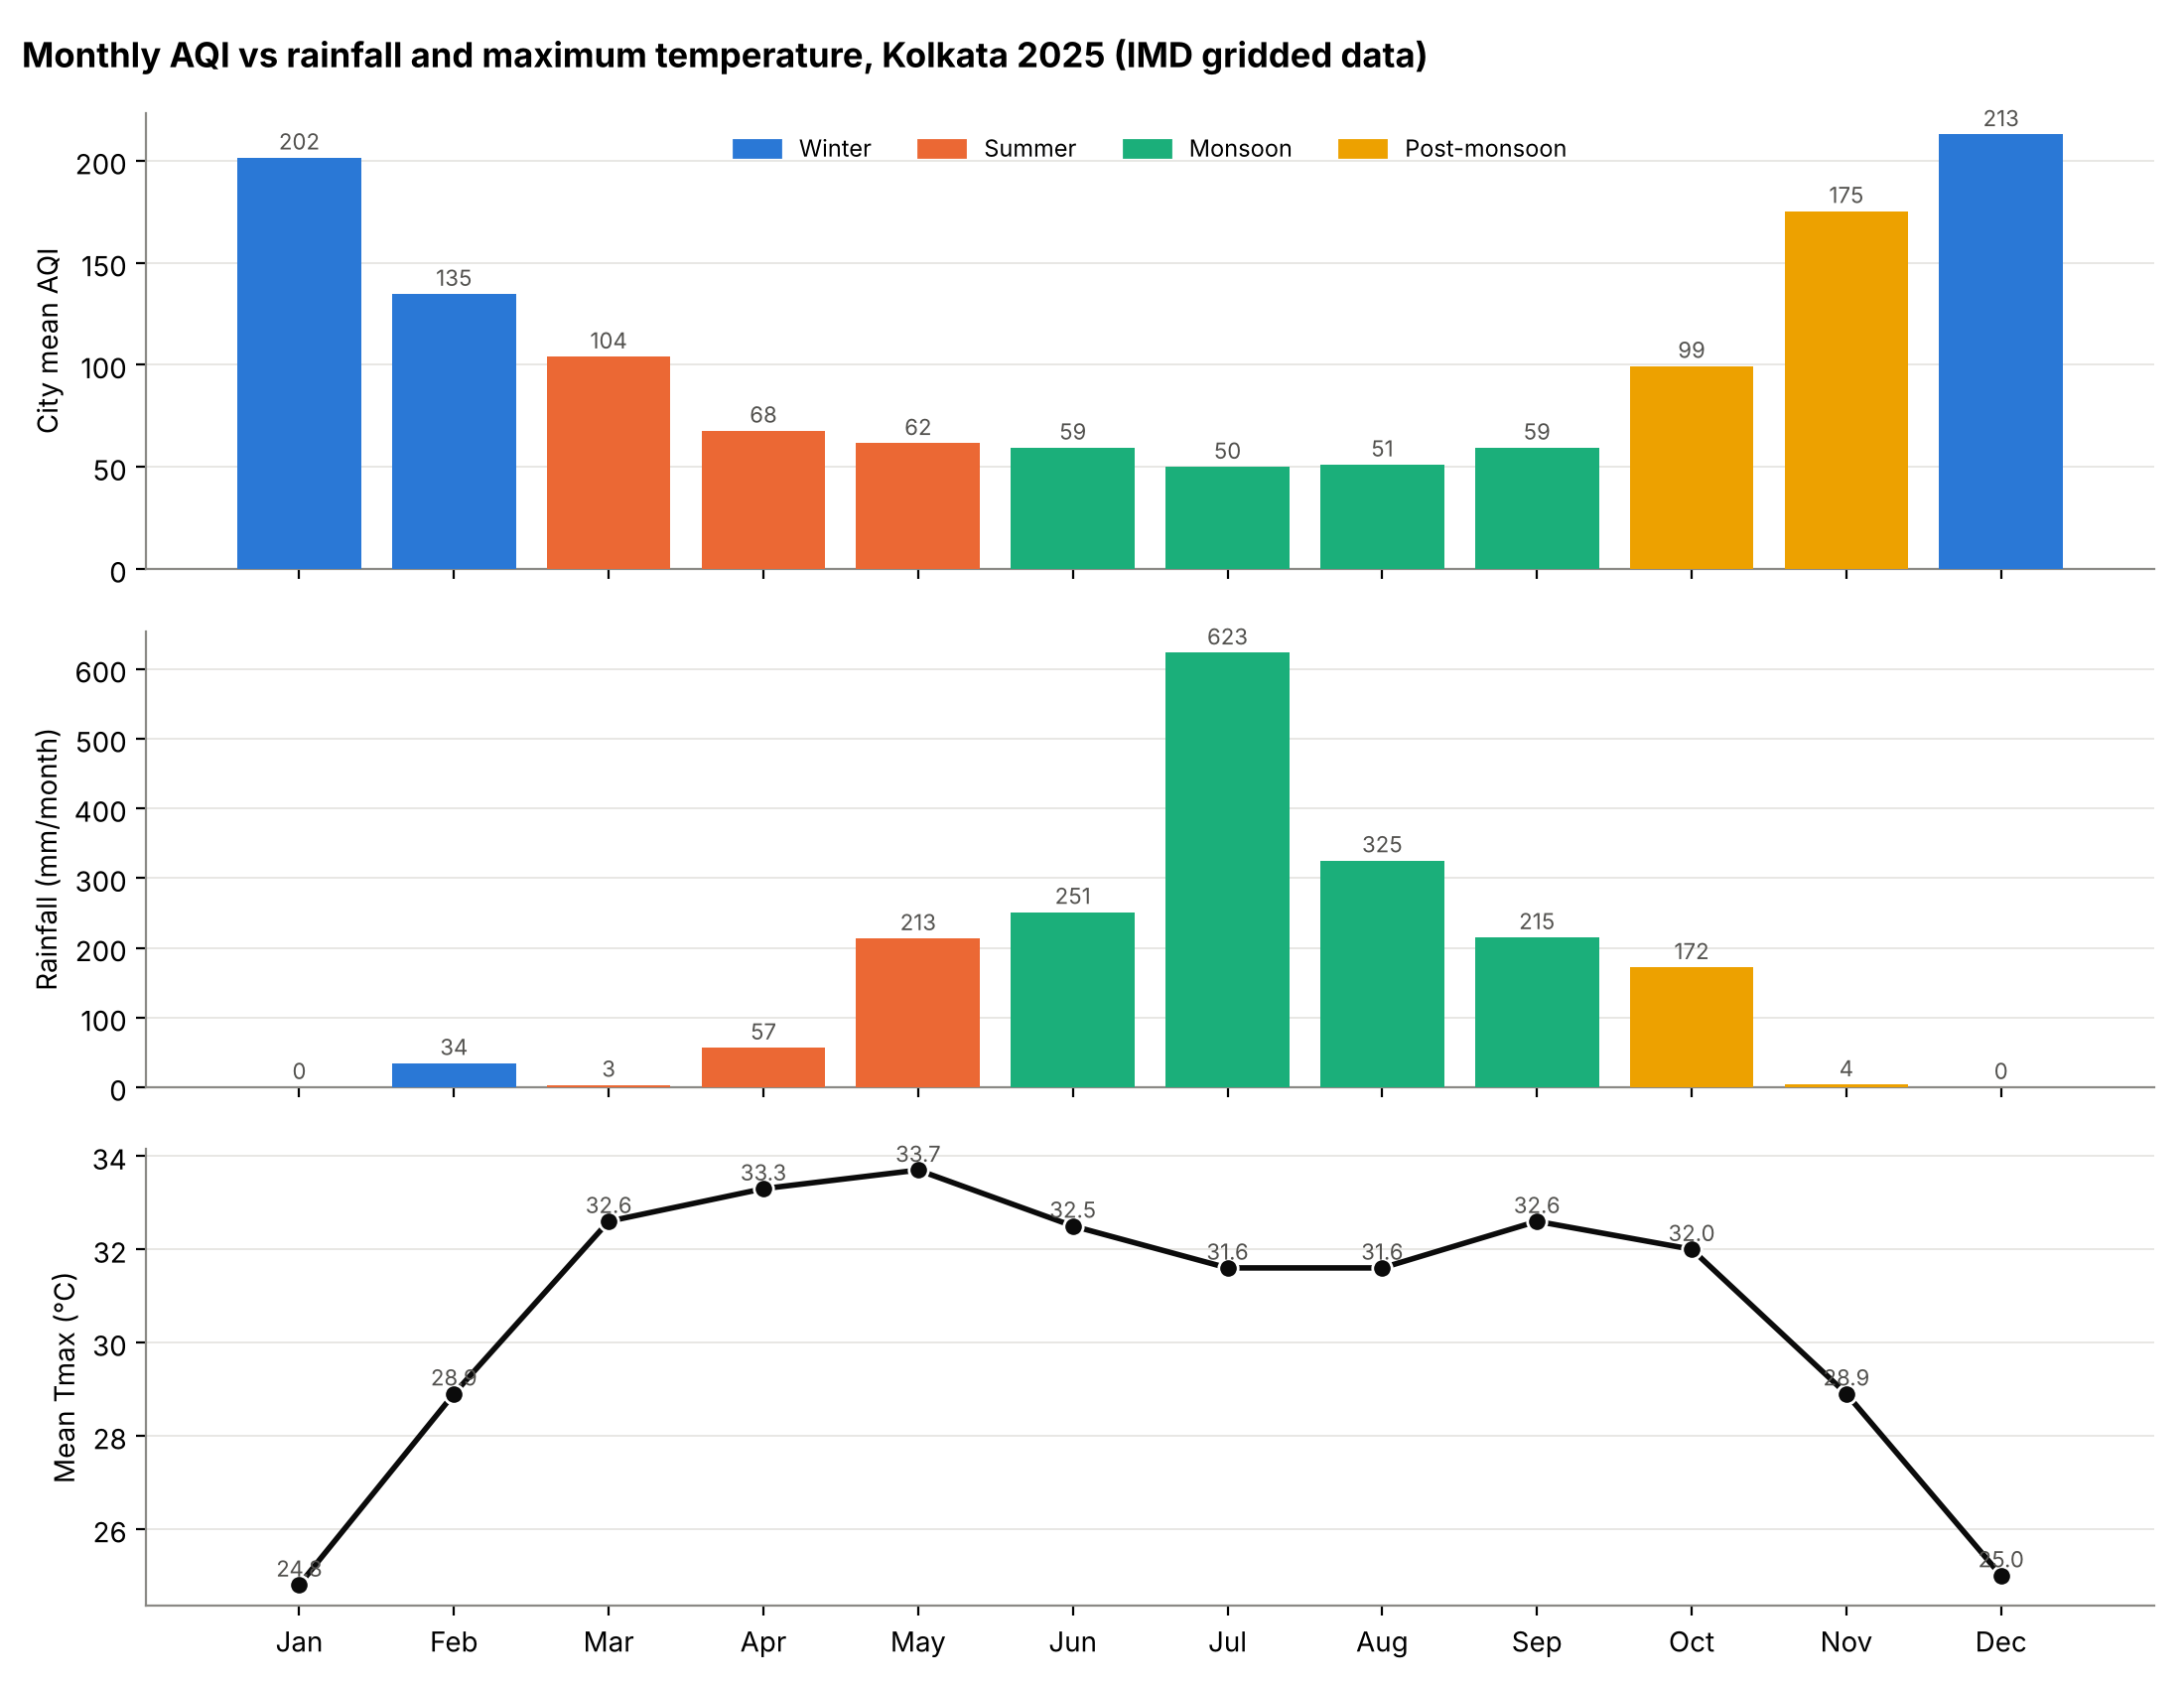 Monthly AQI vs rainfall and maximum temperature, Kolkata 2025 (IMD gridded data)
Winter Summer Monsoon Post-monsoon
City mean AQI
200
150
100
50
0
202 135 104 68 62 59 50 51 59 99 175 213
Rainfall (mm/month)
600
500
400
300
200
100
0
0 34 3 57 213 251 623 325 215 172 4 0
Mean Tmax (°C)
34
32
30
28
26
24.8 28.9 32.6 33.3 33.7 32.5 31.6 31.6 32.6 32.0 28.9 25.0
Jan Feb Mar Apr May Jun Jul Aug Sep Oct Nov Dec